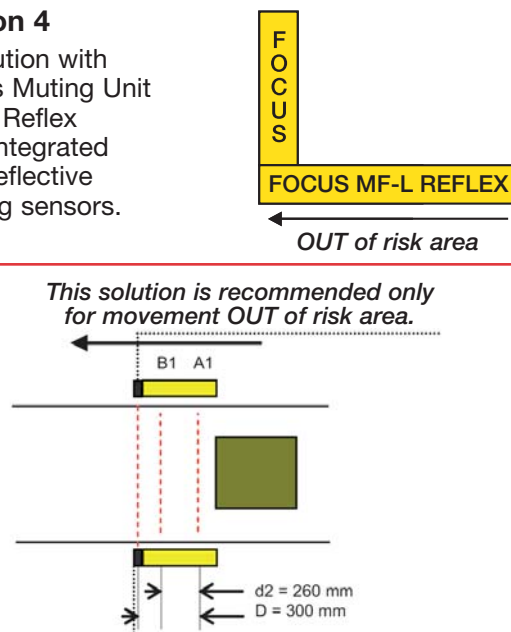 on 4
ution with
s Muting Unit
Reflex
ntegrated
eflective
g sensors.
FOCUS
FOCUS MF-L REFLEX
OUT of risk area
This solution is recommended only
for movement OUT of risk area.
B1 A1
d2 = 260 mm
D = 300 mm